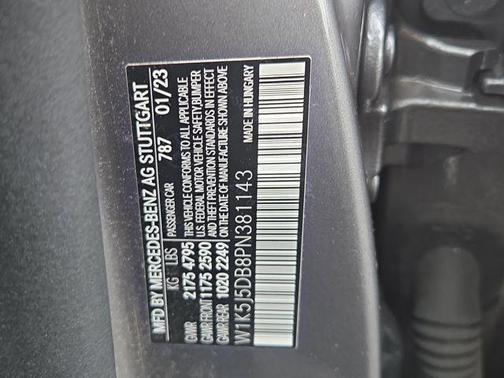 MFD BY MERCEDES-BENZ AG STUTTGART
PASSENGER CAR 787 01/23
KG LBS
GVWR 2175 4795
GAWR FRONT 1175 2590
GAWR REAR 1020 2249
THIS CAR CONFORMS TO ALL APPLICABLE
U.S. FEDERAL MOTOR VEHICLE SAFETY, BUMPER
AND THEFT PREVENTION STANDARDS IN EFFECT
ON THE DATE OF MANUFACTURE SHOWN ABOVE
W1K5J5DB8PN381143
MADE IN HUNGARY